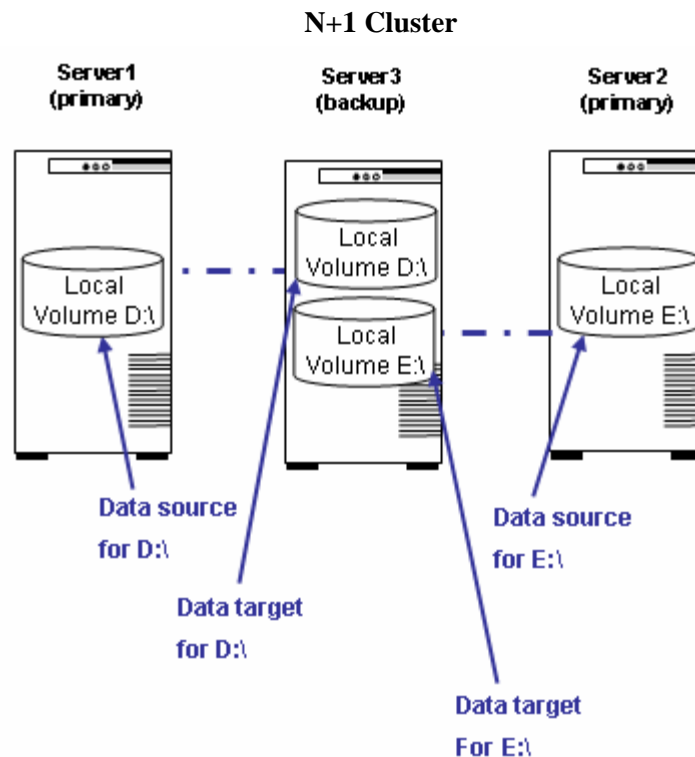 N+1 Cluster
Server1
(primary)
Server3
(backup)
Server2
(primary)
Local
Volume D:\
Local
Volume D:\
Local
Volume E:\
Local
Volume E:\
Data source
for D:\
Data target
for D:\
Data source
for E:\
Data target
For E:\